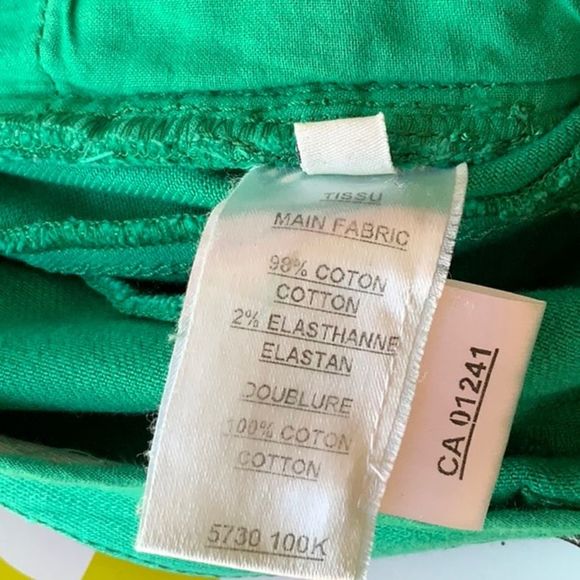 TISSU
MAIN FABRIC
98% COTON
COTTON
2% ELASTHANNE
ELASTAN
DOUBLURE
100% COTON
COTTON
5730 100K
CA 01241